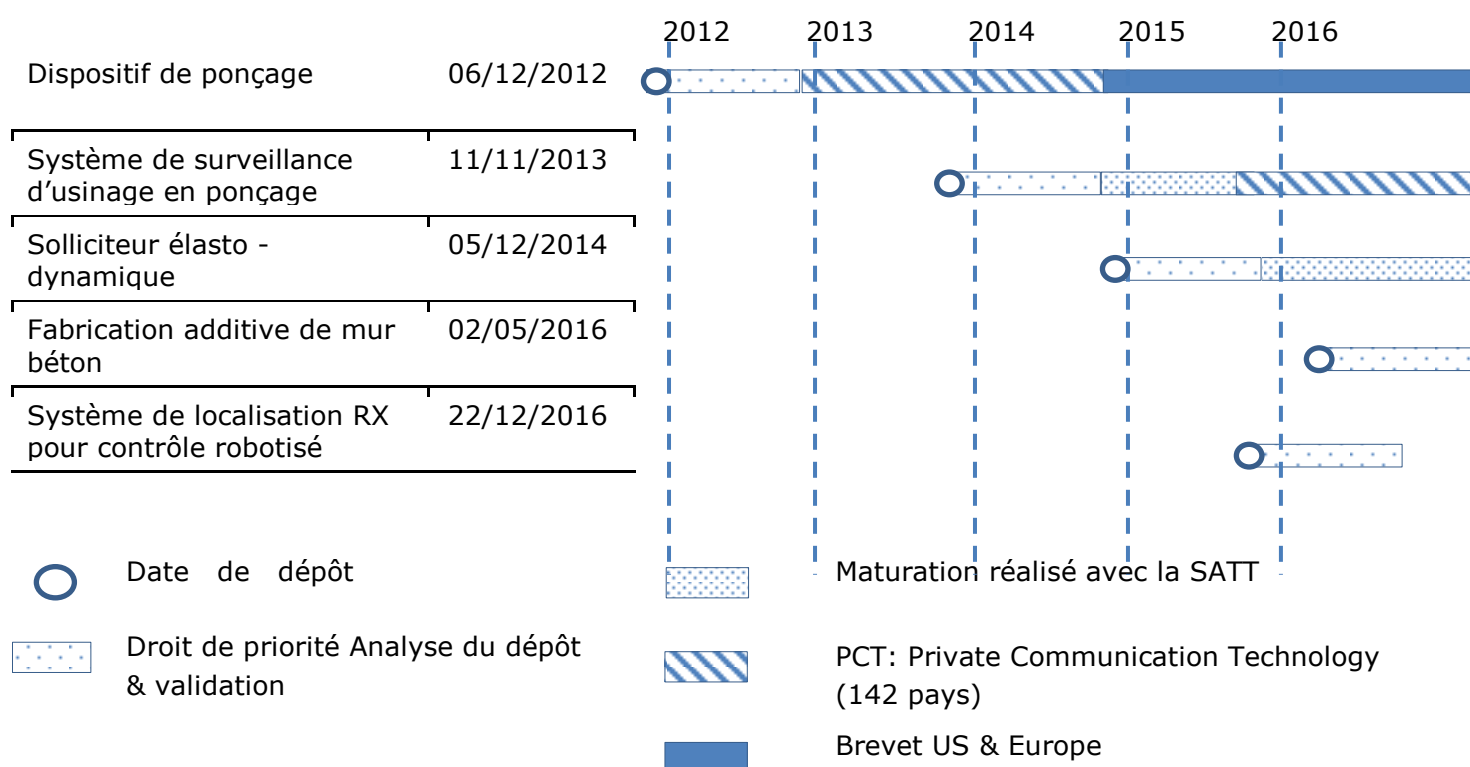 2012 2013 2014 2015 2016
Dispositif de ponçage 06/12/2012
Système de surveillance 11/11/2013
d'usinage en ponçage
Solliciteur élasto - 05/12/2014
dynamique
Fabrication additive de mur 02/05/2016
béton
Système de localisation RX 22/12/2016
pour contrôle robotisé
Date de dépôt
Maturation réalisé avec la SATT
Droit de priorité Analyse du dépôt
& validation
PCT: Private Communication Technology
(142 pays)
Brevet US & Europe